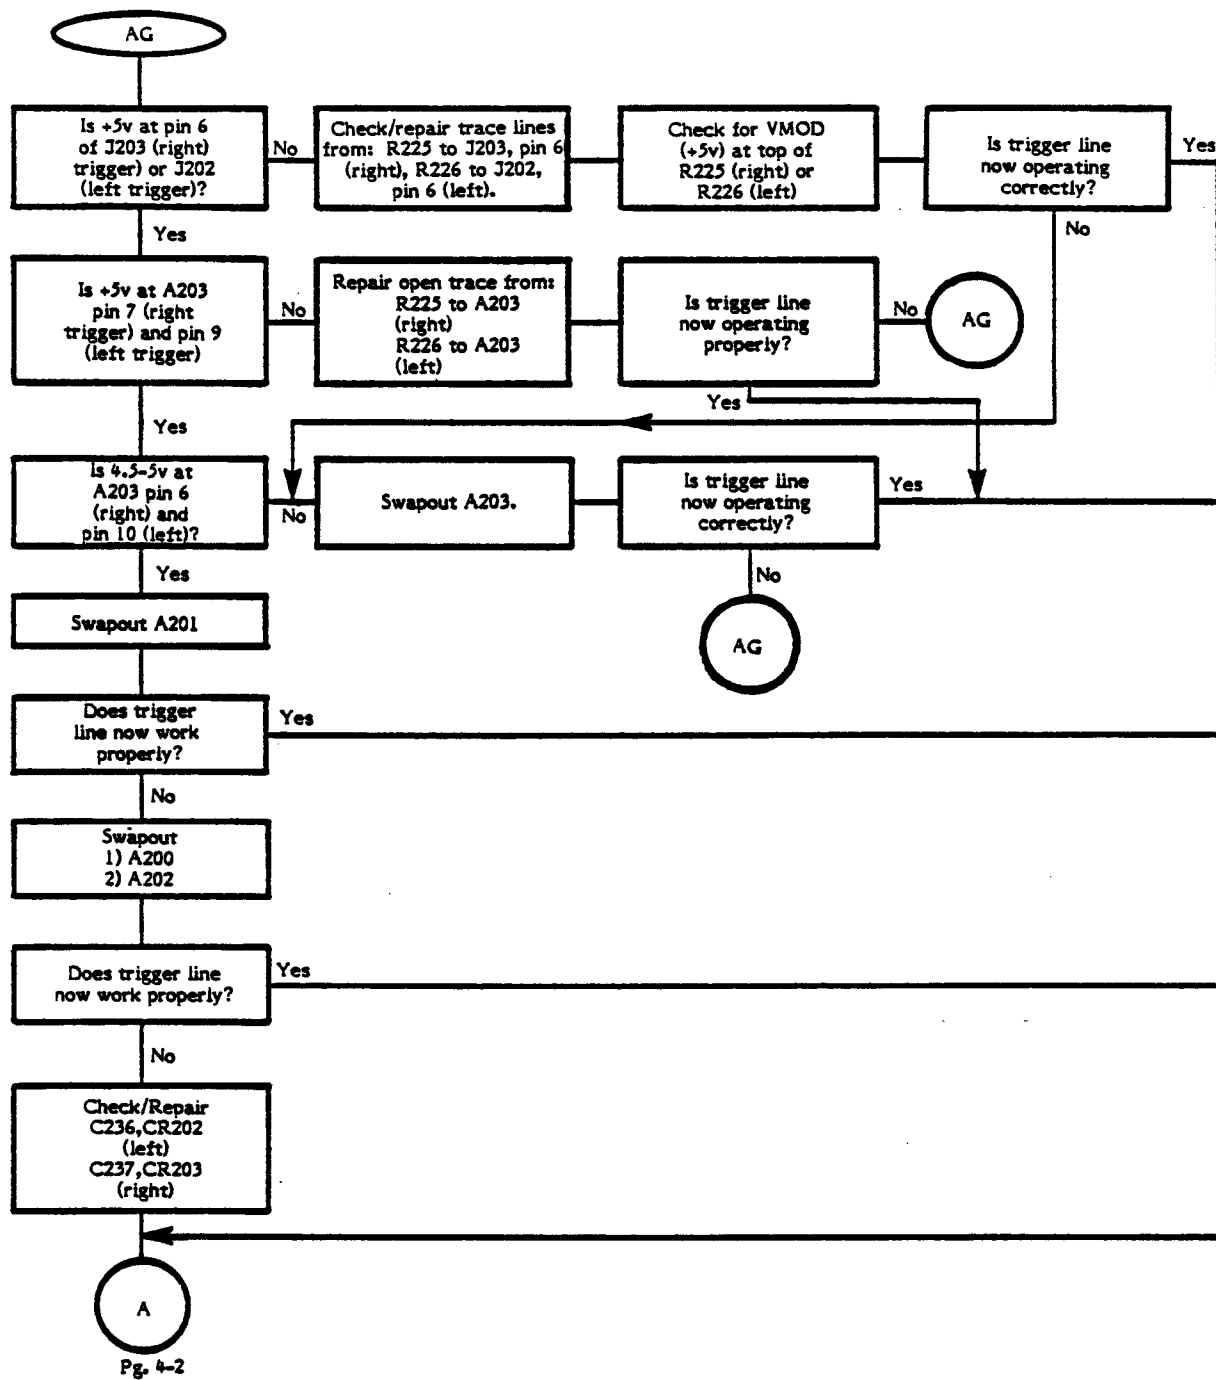 AG
Is +5v at pin 6
of J203 (right)
trigger) or J202
(left trigger)?
No
Check/repair trace lines
from: R225 to J203, pin 6
(right), R226 to J202,
pin 6 (left).
Check for VMOD
(+5v) at top of
R225 (right) or
R226 (left)
Is trigger line
now operating
correctly?
Yes
No
Yes
Is +5v at A203
pin 7 (right
trigger) and pin 9
(left trigger)
No
Repair open trace from:
R225 to A203
(right)
R226 to A203
(left)
Is trigger line
now operating
properly?
No
AG
Yes
Yes
Is 4.5-5v at
A203 pin 6
(right) and
pin 10 (left)?
No
Swapout A203.
Is trigger line
now operating
correctly?
Yes
No
AG
Yes
Swapout A201
Does trigger
line now work
properly?
Yes
No
Swapout
1) A200
2) A202
Does trigger line
now work properly?
Yes
No
Check/Repair
C236,CR202
(left)
C237,CR203
(right)
A
Pg. 4-2